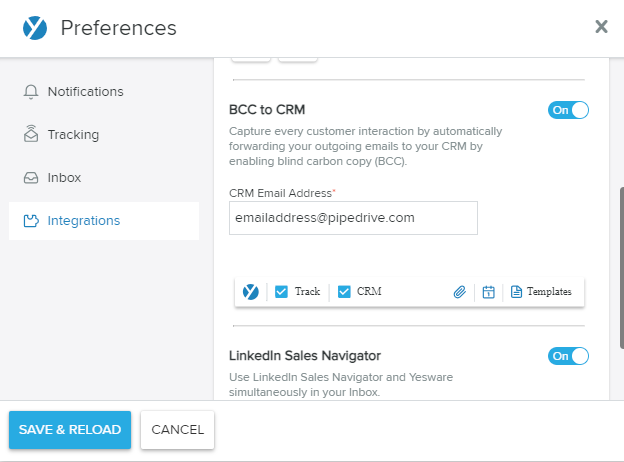 Preferences
Notifications
Tracking
Inbox
Integrations
BCC to CRM
On
Capture every customer interaction by automatically
forwarding your outgoing emails to your CRM by
enabling blind carbon copy (BCC).
CRM Email Address*
emailaddress@pipedrive.com
Track
CRM
1
Templates
LinkedIn Sales Navigator
On
Use LinkedIn Sales Navigator and Yesware
simultaneously in your Inbox.
SAVE & RELOAD
CANCEL